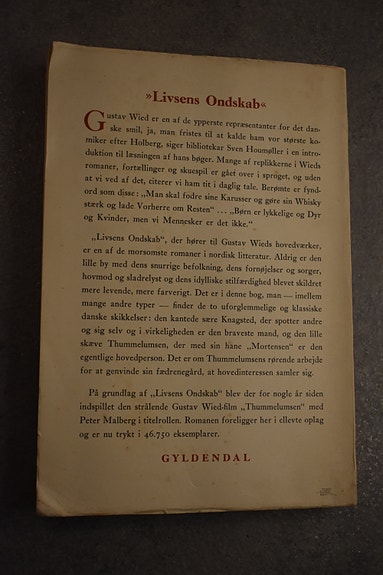 »Livsens Ondskab«
Gustav Wied er en af de ypperste repræsentanter for det dan-
ske smil, ja, man fristes til at kalde ham vor største ko-
miker efter Holberg, siger bibliotekar Sven Houmøller i en intro-
duktion til læsningen af hans bøger. Mange af replikkerne i Wieds
romaner, fortællinger og skuespil er gået over i sproget, og uden
at vi ved af det, citerer vi ham tit i daglig tale. Berømte er fynd-
ord som disse: „Man skal fodre sine Karusser og gøre sin Whisky
stærk og lade Vorherre om Resten“ . . . „Børn er lykkelige og Dyr
og Kvinder, men vi Mennesker er det ikke.“
„Livsens Ondskab“, der hører til Gustav Wieds hovedværker,
er en af de morsomste romaner i nordisk litteratur. Aldrig er den
lille by med dens snurrige befolkning, dens fornøjelser og sorger,
hovmod og sladrelyst og dens idylliske stilfærdighed blevet skildret
mere levende, mere farverigt. Det er i denne bog, man — imellem
mange andre typer — finder de to uforglemmelige og klassiske
danske skikkelser: den kantede sære Knagsted, der spotter andre
og sig selv og i virkeligheden er den braveste mand, og den lille
skæve Thummelumsen, der med sin hane „Mortensen“ er den
egentlige hovedperson. Det er om Thummelumsens rørende arbejde
for at genvinde sin fædrenegård, at hovedinteressen samler sig.
På grundlag af „Livsens Ondskab“ blev der for nogle år siden
indspillet den strålende Gustav Wied-film „Thummelumsen“ med
Peter Malberg i titelrollen. Romanen foreligger her i ellevte oplag
og er nu trykt i 46.750 eksemplarer.
GYLDENDAL